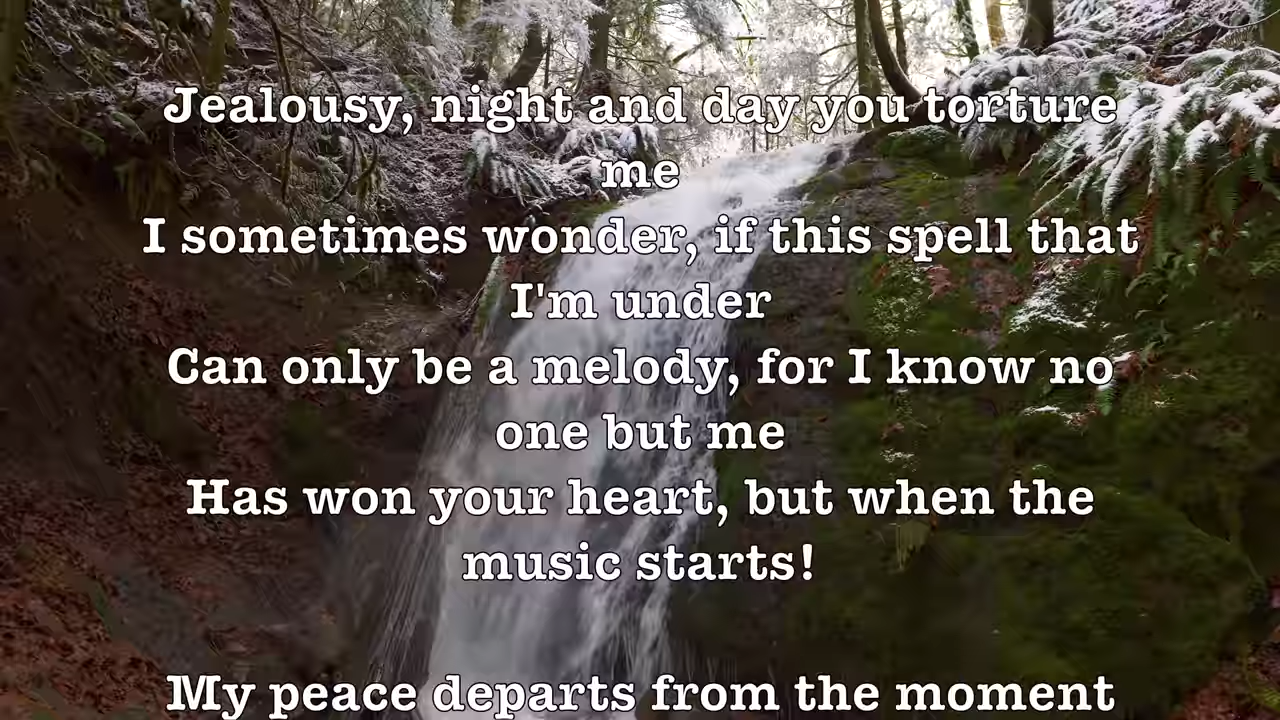 Jealousy, night and day you torture
me
I sometimes wonder, if this spell that
I'm under
Can only be a melody, for I know no
one but me
Has won your heart, but when the
music starts!
My peace departs from the moment